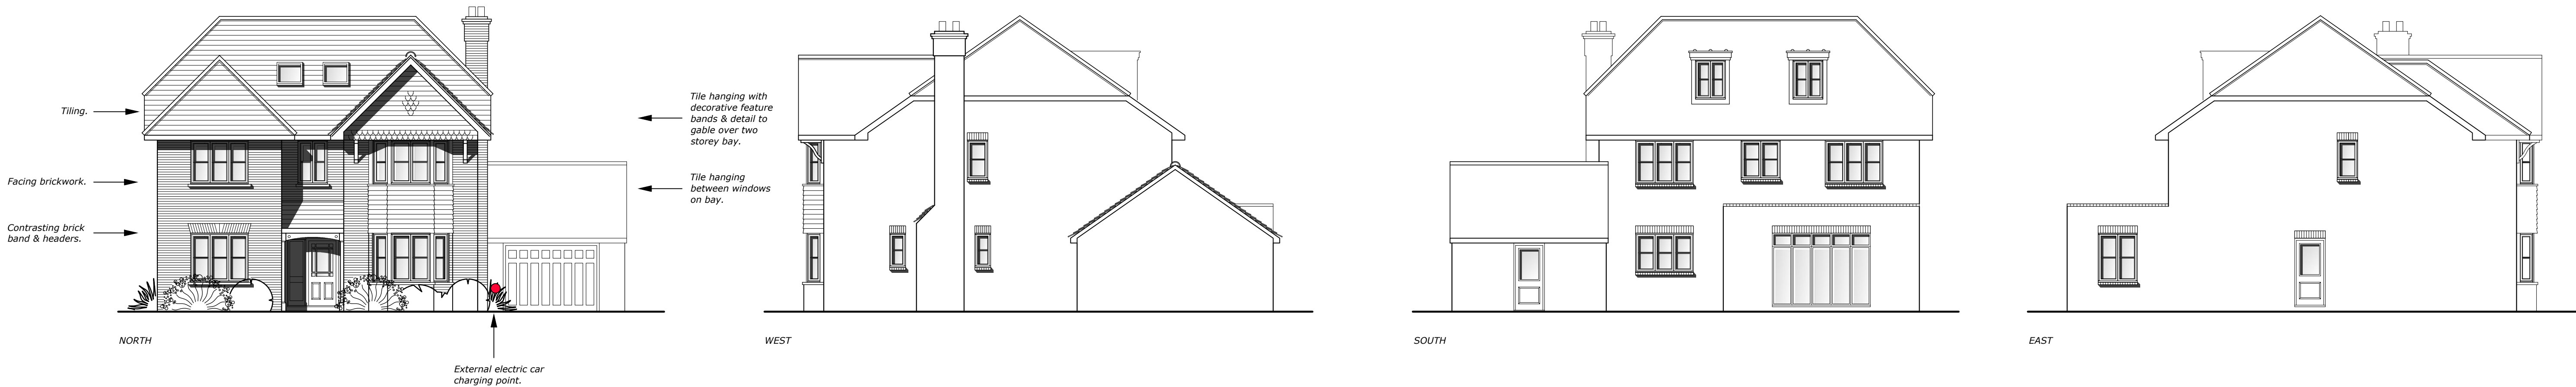 Tiling.
Facing brickwork.
Contrasting brick
band & headers.
Tile hanging with
decorative feature
bands & detail to
gable over two
storey bay.
Tile hanging
between windows
on bay.
NORTH
External electric car
charging point.
WEST
SOUTH
EAST